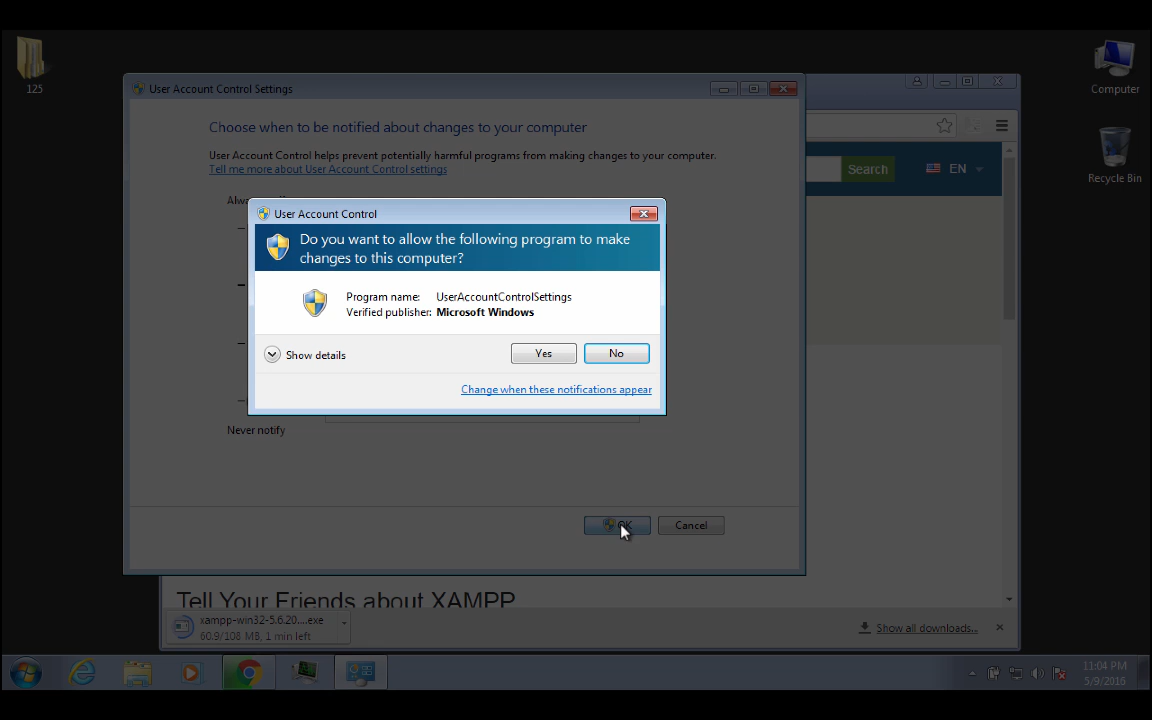 125
Computer
Recycle Bin
User Account Control Settings
Choose when to be notified about changes to your computer
User Account Control helps prevent potentially harmful programs from making changes to your computer.
Tell me more about User Account Control settings
Search
EN
User Account Control
Do you want to allow the following program to make
changes to this computer?
Program name: UserAccountControlSettings
Verified publisher: Microsoft Windows
Show details
Yes
No
Change when these notifications appear
Never notify
OK
Cancel
Tell Your Friends about XAMPP
xampp-win32-5.6.20....exe
60.9/108 MB, 1 min left
Show all downloads...
11:04 PM
5/9/2016